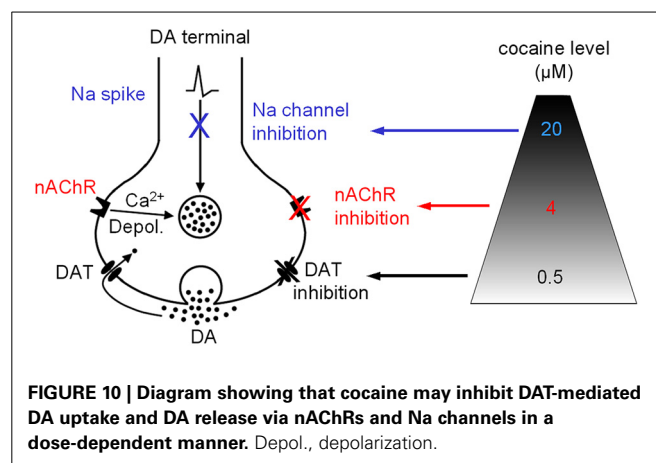 DA terminal
cocaine level
(µM)
Na spike
Na channel
inhibition
20
nAChR
Ca2+
Depol.
nAChR
inhibition
4
DAT
DAT
inhibition
0.5
DA
FIGURE 10 | Diagram showing that cocaine may inhibit DAT-mediated
DA uptake and DA release via nAChRs and Na channels in a
dose-dependent manner. Depol., depolarization.